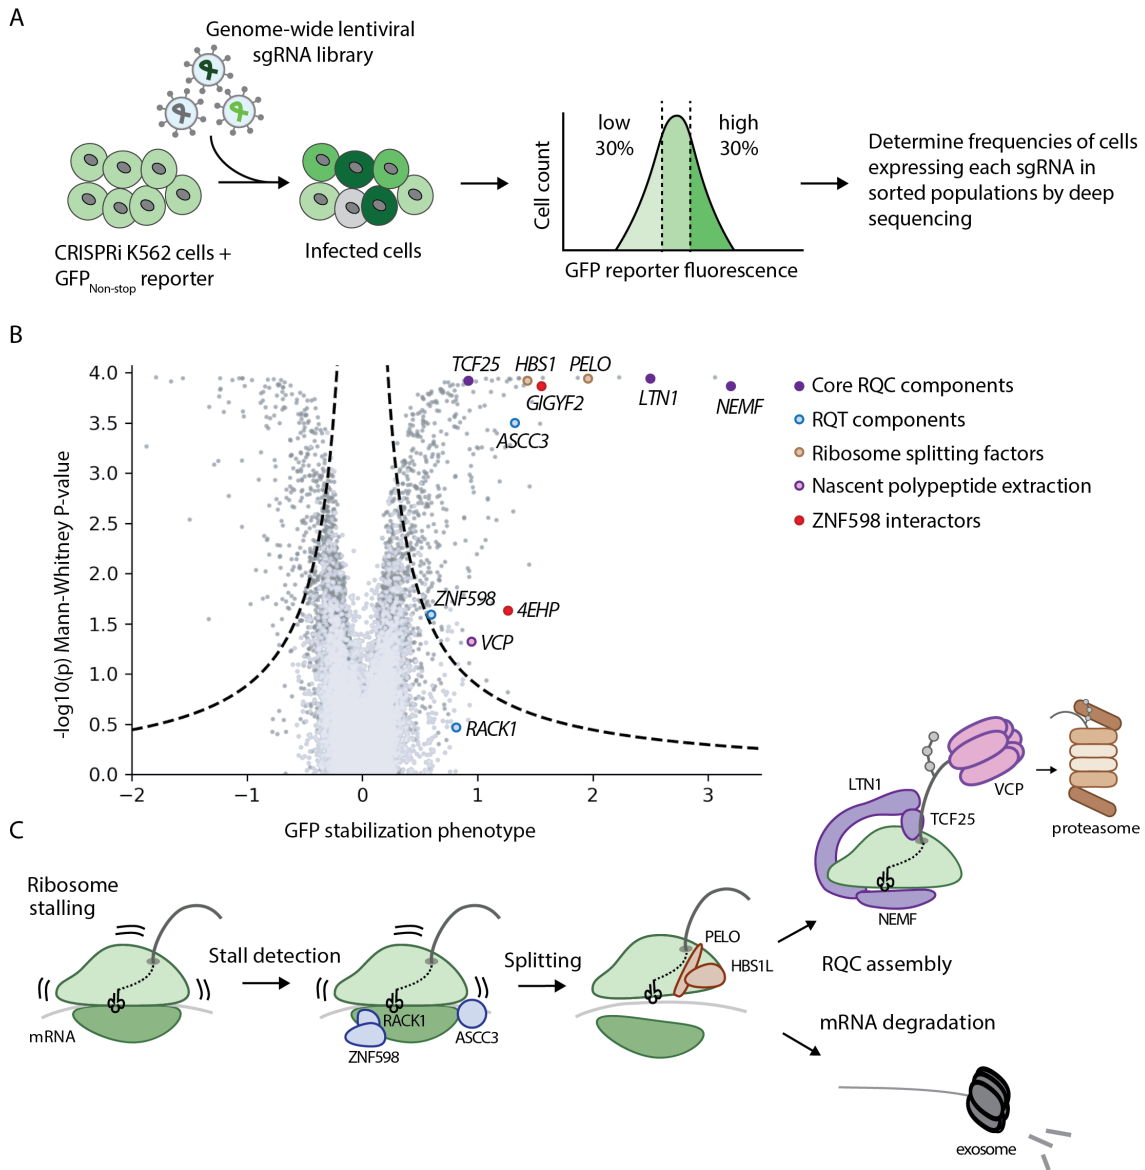 A
Genome-wide lentiviral
sgRNA library
CRISPRi K562 cells +
GFPNon-stop reporter
Infected cells
Cell count
low
30%
high
30%
GFP reporter fluorescence
Determine frequencies of cells
expressing each sgRNA in
sorted populations by deep
sequencing
B
-log10(p) Mann-Whitney P-value
4.0
3.5
3.0
2.5
2.0
1.5
1.0
0.5
0.0
−2
−1
0
1
2
3
GFP stabilization phenotype
TCF25
HBS1
PELO
GIGYF2
LTN1
NEMF
ASCC3
ZNF598
4EHP
VCP
RACK1
Core RQC components
RQT components
Ribosome splitting factors
Nascent polypeptide extraction
ZNF598 interactors
C
Ribosome
stalling
mRNA
Stall detection
RACK1
ZNF598
ASCC3
Splitting
PELO
HBS1L
LTN1
TCF25
VCP
NEMF
proteasome
RQC assembly
mRNA degradation
exosome